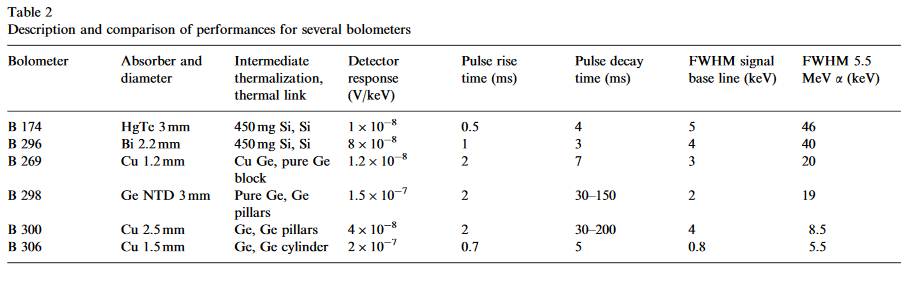 Table 2
Description and comparison of performances for several bolometers
Bolometer Absorber and diameter Intermediate thermalization, thermal link Detector response (V/keV) Pulse rise time (ms) Pulse decay time (ms) FWHM signal base line (keV) FWHM 5.5 MeV α (keV)
B 174 HgTe 3 mm 450 mg Si, Si 1 × 10⁻⁸ 0.5 4 5 46
B 296 Bi 2.2 mm 450 mg Si, Si 8 × 10⁻⁸ 1 3 4 40
B 269 Cu 1.2 mm Cu Ge, pure Ge block 1.2 × 10⁻⁸ 2 7 3 20
B 298 Ge NTD 3 mm Pure Ge, Ge pillars 1.5 × 10⁻⁷ 2 30–150 2 19
B 300 Cu 2.5 mm Ge, Ge pillars 4 × 10⁻⁸ 2 30–200 4 8.5
B 306 Cu 1.5 mm Ge, Ge cylinder 2 × 10⁻⁷ 0.7 5 0.8 5.5